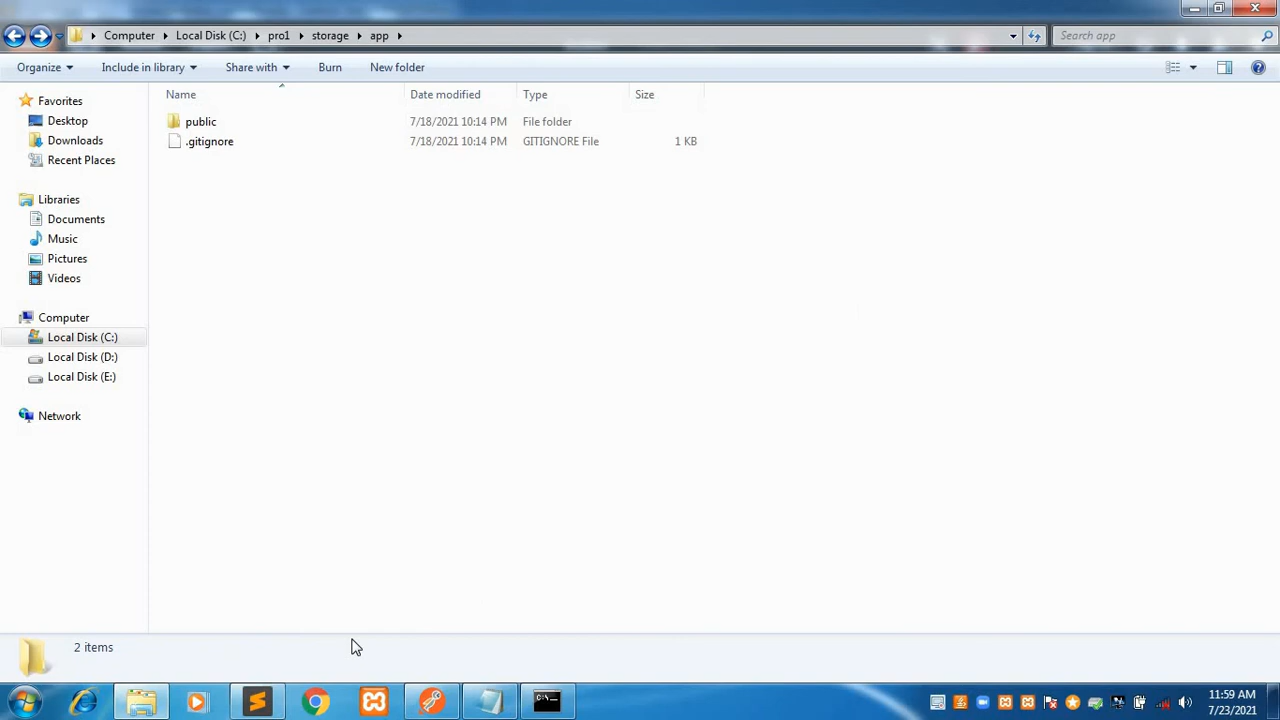 Computer Local Disk (C:) pro1 storage app
Search app
Organize Include in library Share with Burn New folder
Name Date modified Type Size
Favorites
Desktop
Downloads
Recent Places
Libraries
Documents
Music
Pictures
Videos
Computer
Local Disk (C:)
Local Disk (D:)
Local Disk (E:)
Network
public 7/18/2021 10:14 PM File folder
.gitignore 7/18/2021 10:14 PM GITIGNORE File 1 KB
2 items
C:\
11:59 AM
7/23/2021